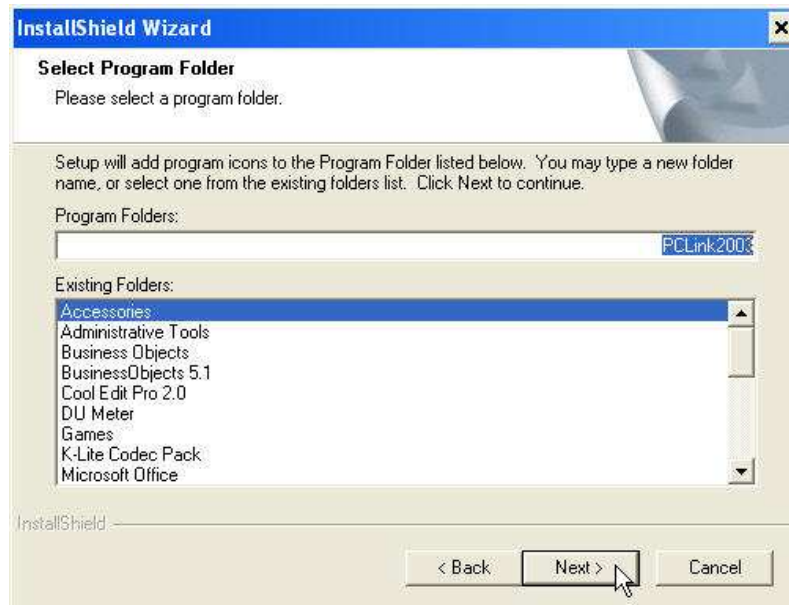 InstallShield Wizard
Select Program Folder
Please select a program folder.
Setup will add program icons to the Program Folder listed below. You may type a new folder
name, or select one from the existing folders list. Click Next to continue.
Program Folders:
PCLink2003
Existing Folders:
Accessories
Administrative Tools
Business Objects
BusinessObjects 5.1
Cool Edit Pro 2.0
DU Meter
Games
K-Lite Codec Pack
Microsoft Office
InstallShield
< Back Next > Cancel